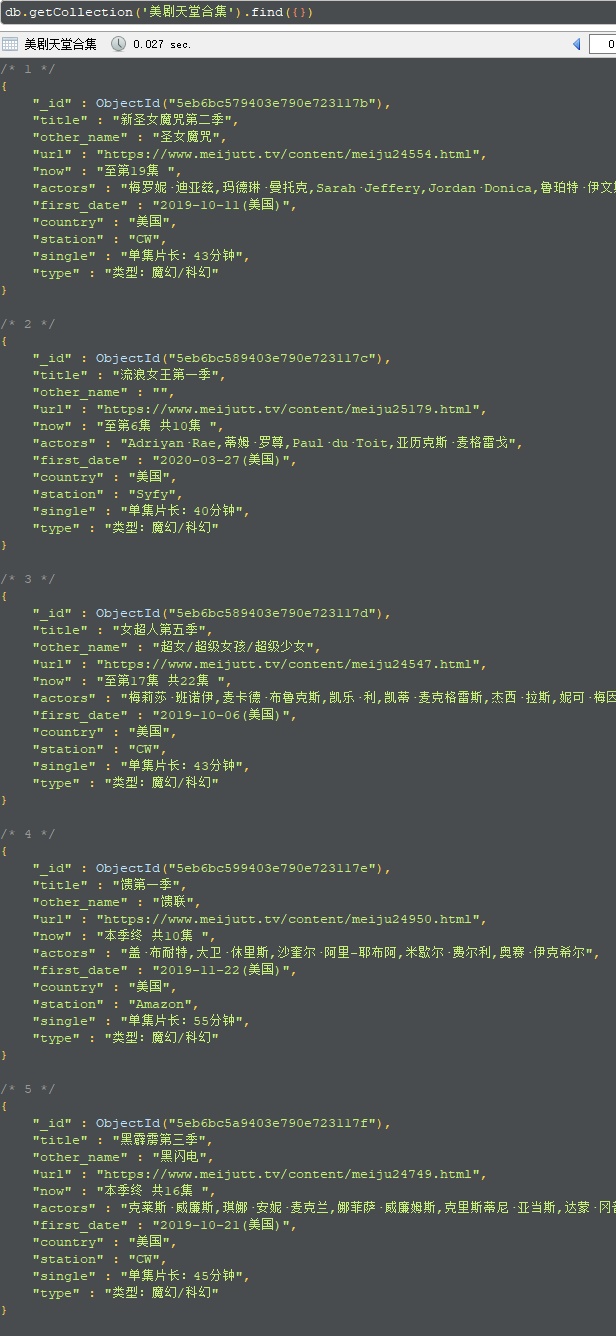 db.getCollection('美剧天堂合集').find({})
美剧天堂合集 0.027 sec. 0
/* 1 */
{
"_id" : ObjectId("5eb6bc579403e790e723117b"),
"title" : "新圣女魔咒第二季",
"other_name" : "圣女魔咒",
"url" : "https://www.meijutt.tv/content/meiju24554.html",
"now" : "至第19集 ",
"actors" : "梅罗妮·迪亚兹,玛德琳·曼托克,Sarah·Jeffery,Jordan·Donica,鲁珀特·伊文
"first_date" : "2019-10-11(美国)",
"country" : "美国",
"station" : "CW",
"single" : "单集片长: 43分钟",
"type" : "类型: 魔幻/科幻"
}
/* 2 */
{
"_id" : ObjectId("5eb6bc589403e790e723117c"),
"title" : "流浪女王第一季",
"other_name" : "",
"url" : "https://www.meijutt.tv/content/meiju25179.html",
"now" : "至第6集 共10集 ",
"actors" : "Adriyan·Rae,蒂姆·罗尊,Paul·du·Toit,亚历克斯·麦格雷戈",
"first_date" : "2020-03-27(美国)",
"country" : "美国",
"station" : "Syfy",
"single" : "单集片长: 40分钟",
"type" : "类型: 魔幻/科幻"
}
/* 3 */
{
"_id" : ObjectId("5eb6bc589403e790e723117d"),
"title" : "女超人第五季",
"other_name" : "超女/超级女孩/超级少女",
"url" : "https://www.meijutt.tv/content/meiju24547.html",
"now" : "至第17集 共22集 ",
"actors" : "梅莉莎·班诺伊,麦卡德·布鲁克斯,凯乐·利,凯蒂·麦克格雷斯,杰西·拉斯,妮可·梅因
"first_date" : "2019-10-06(美国)",
"country" : "美国",
"station" : "CW",
"single" : "单集片长: 43分钟",
"type" : "类型: 魔幻/科幻"
}
/* 4 */
{
"_id" : ObjectId("5eb6bc599403e790e723117e"),
"title" : "馈第一季",
"other_name" : "馈联",
"url" : "https://www.meijutt.tv/content/meiju24950.html",
"now" : "本季终 共10集 ",
"actors" : "盖·布耐特,大卫·休里斯,沙奎尔·阿里-耶布阿,米歇尔·费尔利,奥赛·伊克希尔",
"first_date" : "2019-11-22(美国)",
"country" : "美国",
"station" : "Amazon",
"single" : "单集片长: 55分钟",
"type" : "类型: 魔幻/科幻"
}
/* 5 */
{
"_id" : ObjectId("5eb6bc5a9403e790e723117f"),
"title" : "黑霹雳第三季",
"other_name" : "黑闪电",
"url" : "https://www.meijutt.tv/content/meiju24749.html",
"now" : "本季终 共16集 ",
"actors" : "克莱斯·威廉斯,琪娜·安妮·麦克兰,娜菲萨·威廉姆斯,克里斯蒂尼·亚当斯,达蒙·冈
"first_date" : "2019-10-21(美国)",
"country" : "美国",
"station" : "CW",
"single" : "单集片长: 45分钟",
"type" : "类型: 魔幻/科幻"
}